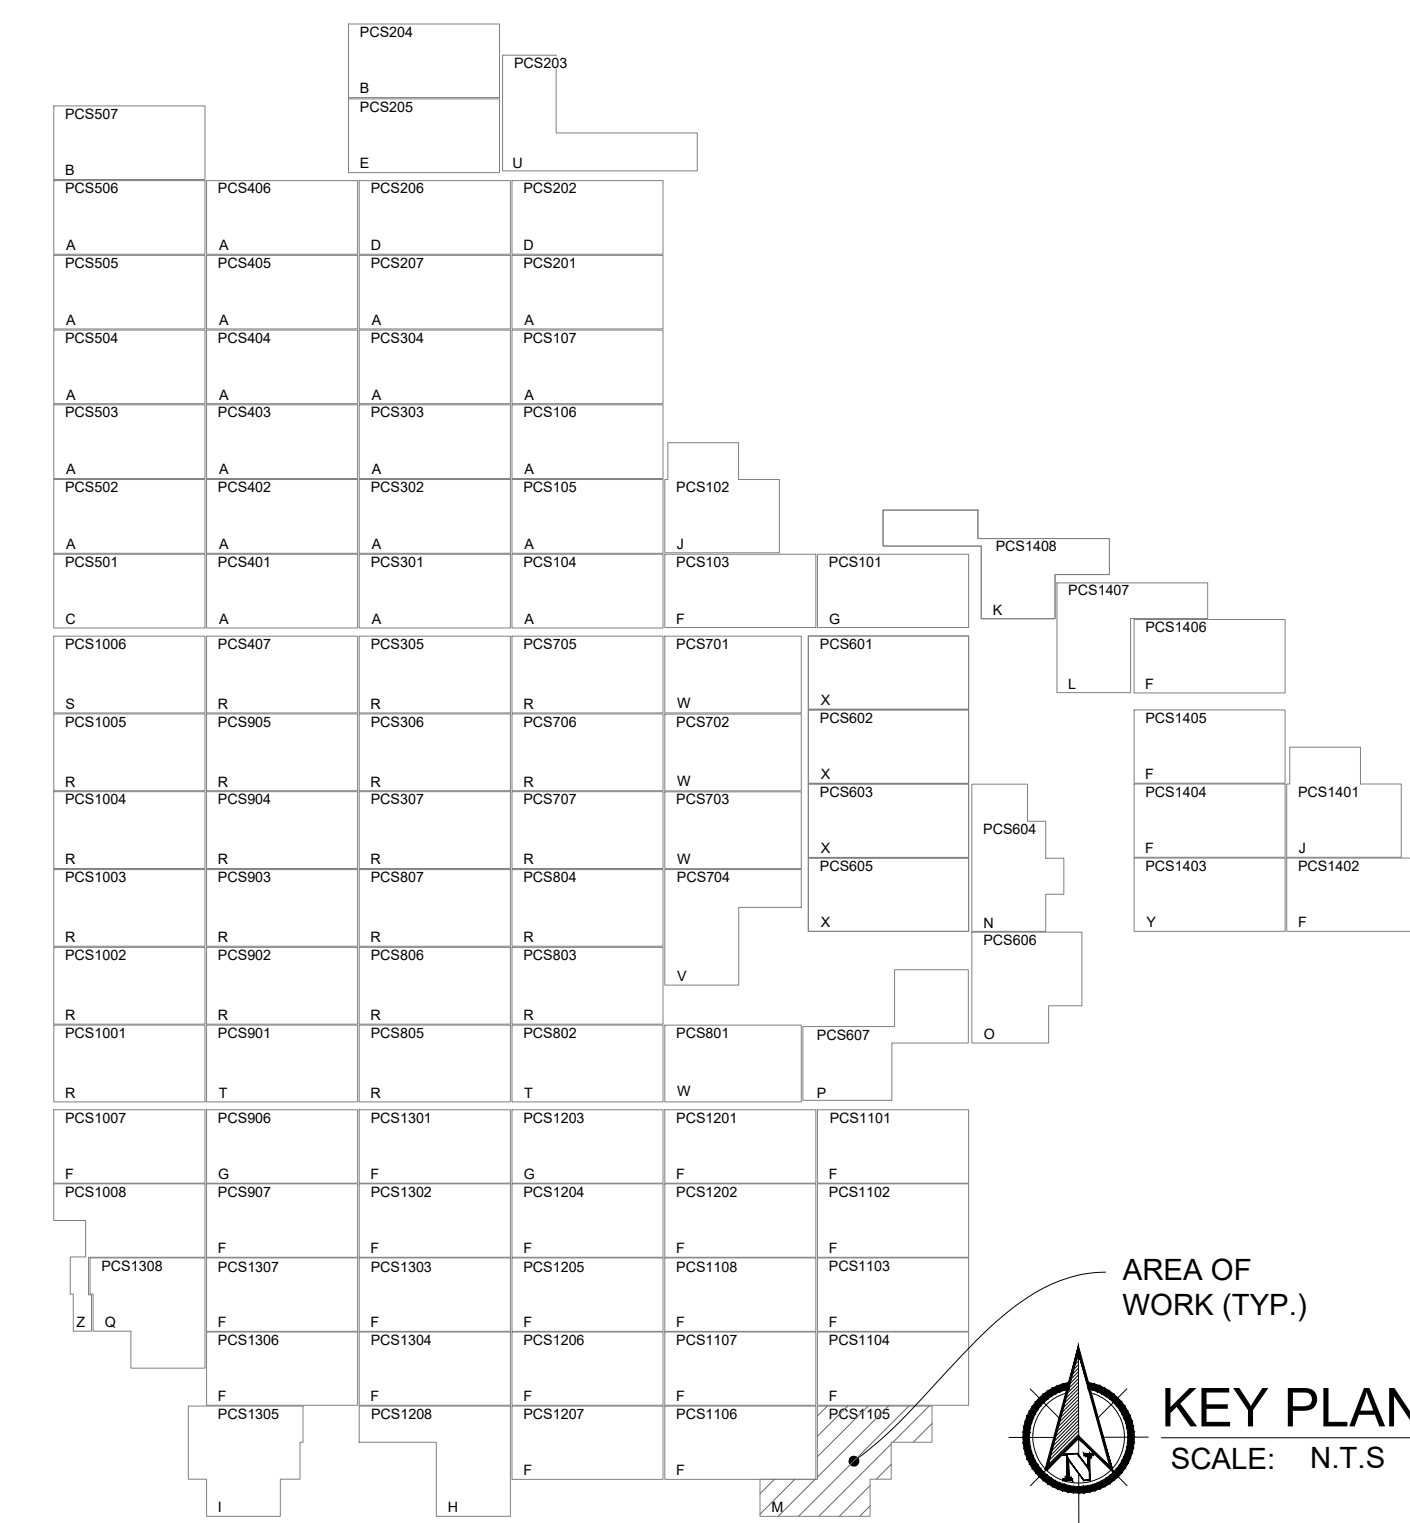 PCS204
B
PCS203
PCS205
E
U
PCS507
B
PCS506 PCS406 PCS206 PCS202
A A D D
PCS505 PCS405 PCS207 PCS201
A A A A
PCS504 PCS404 PCS304 PCS107
A A A A
PCS503 PCS403 PCS303 PCS106
A A A A
PCS502 PCS402 PCS302 PCS105 PCS102
A A A A J
PCS1408
PCS501 PCS401 PCS301 PCS104 PCS103 PCS101
C A A A F G
K
PCS1407
PCS1406
L F
PCS1006 PCS407 PCS305 PCS705 PCS701 PCS601
S R R R W X
PCS1005 PCS905 PCS306 PCS706 PCS702 PCS602 PCS1405
R R R R W X F
PCS1004 PCS904 PCS307 PCS707 PCS703 PCS603 PCS1404 PCS1401
PCS604
R R R R W X F J
PCS1003 PCS903 PCS807 PCS804 PCS704 PCS605 PCS1403 PCS1402
R R R R X N Y F
PCS606
PCS1002 PCS902 PCS806 PCS803
V
R R R R
PCS1001 PCS901 PCS805 PCS802 PCS801 PCS607
O
R T R T W P
PCS1007 PCS906 PCS1301 PCS1203 PCS1201 PCS1101
F G F G F F
PCS1008 PCS907 PCS1302 PCS1204 PCS1202 PCS1102
F F F F F
PCS1308 PCS1307 PCS1303 PCS1205 PCS1108 PCS1103
Z Q F F F F F
PCS1306 PCS1304 PCS1206 PCS1107 PCS1104
F F F F F
PCS1305 PCS1208 PCS1207 PCS1106 PCS1105
F F
I H M
AREA OF
WORK (TYP.)
N
KEY PLAN
SCALE: N.T.S